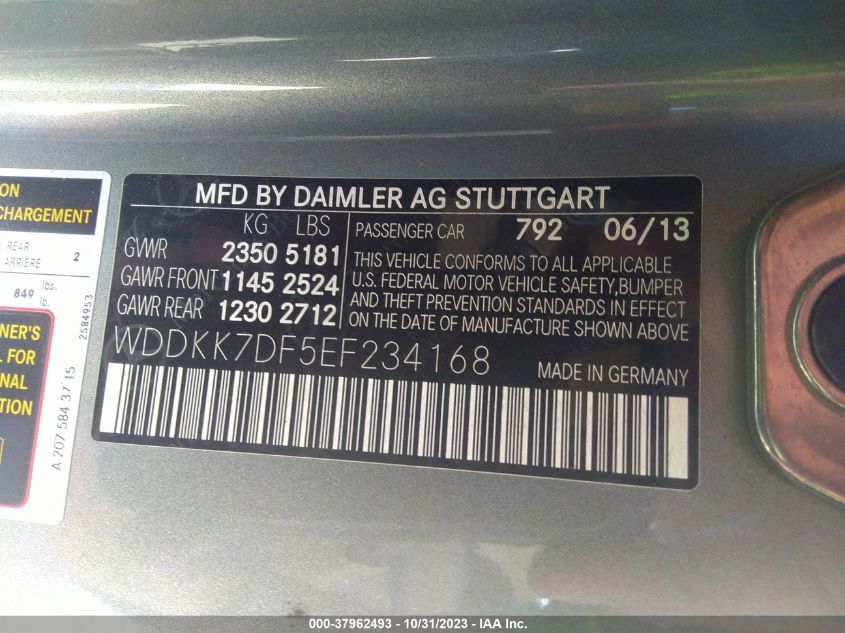 ON
CHARGEMENT
REAR 2
ARRIÈRE
849 lbs.
lb.
2584953
NER'S
L FOR
ONAL
TION
A 207 584 37 15
MFD BY DAIMLER AG STUTTGART
KG LBS
GVWR 2350 5181
GAWR FRONT 1145 2524
GAWR REAR 1230 2712
PASSENGER CAR 792 06/13
THIS VEHICLE CONFORMS TO ALL APPLICABLE
U.S. FEDERAL MOTOR VEHICLE SAFETY, BUMPER
AND THEFT PREVENTION STANDARDS IN EFFECT
ON THE DATE OF MANUFACTURE SHOWN ABOVE
WDDKK7DF5EF234168
MADE IN GERMANY
000-37962493 - 10/31/2023 - IAA Inc.